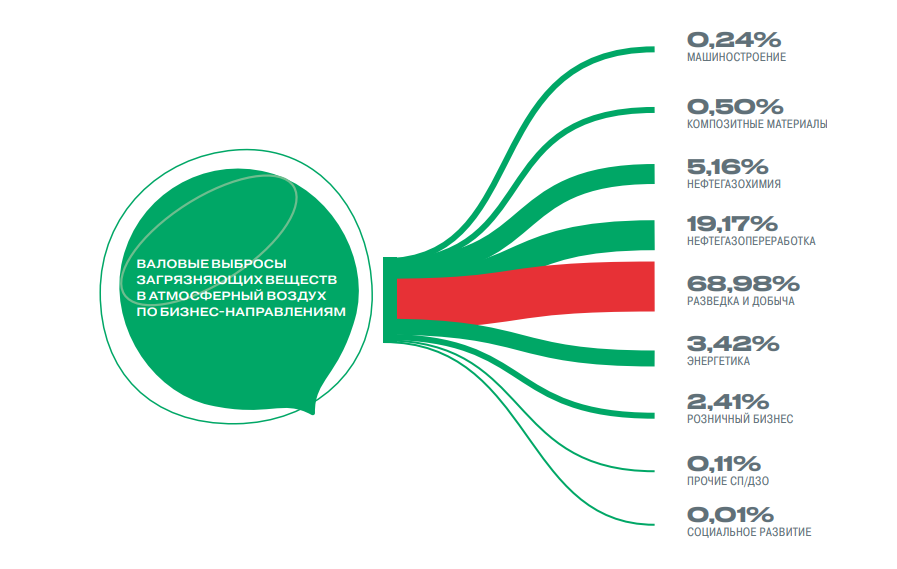 ВАЛОВЫЕ ВЫБРОСЫ
ЗАГРЯЗНЯЮЩИХ ВЕЩЕСТВ
В АТМОСФЕРНЫЙ ВОЗДУХ
ПО БИЗНЕС-НАПРАВЛЕНИЯМ
0,24%
МАШИНОСТРОЕНИЕ
0,50%
КОМПОЗИТНЫЕ МАТЕРИАЛЫ
5,16%
НЕФТЕГАЗОХИМИЯ
19,17%
НЕФТЕГАЗОПЕРЕРАБОТКА
68,98%
РАЗВЕДКА И ДОБЫЧА
3,42%
ЭНЕРГЕТИКА
2,41%
РОЗНИЧНЫЙ БИЗНЕС
0,11%
ПРОЧИЕ СП/ДЗО
0,01%
СОЦИАЛЬНОЕ РАЗВИТИЕ